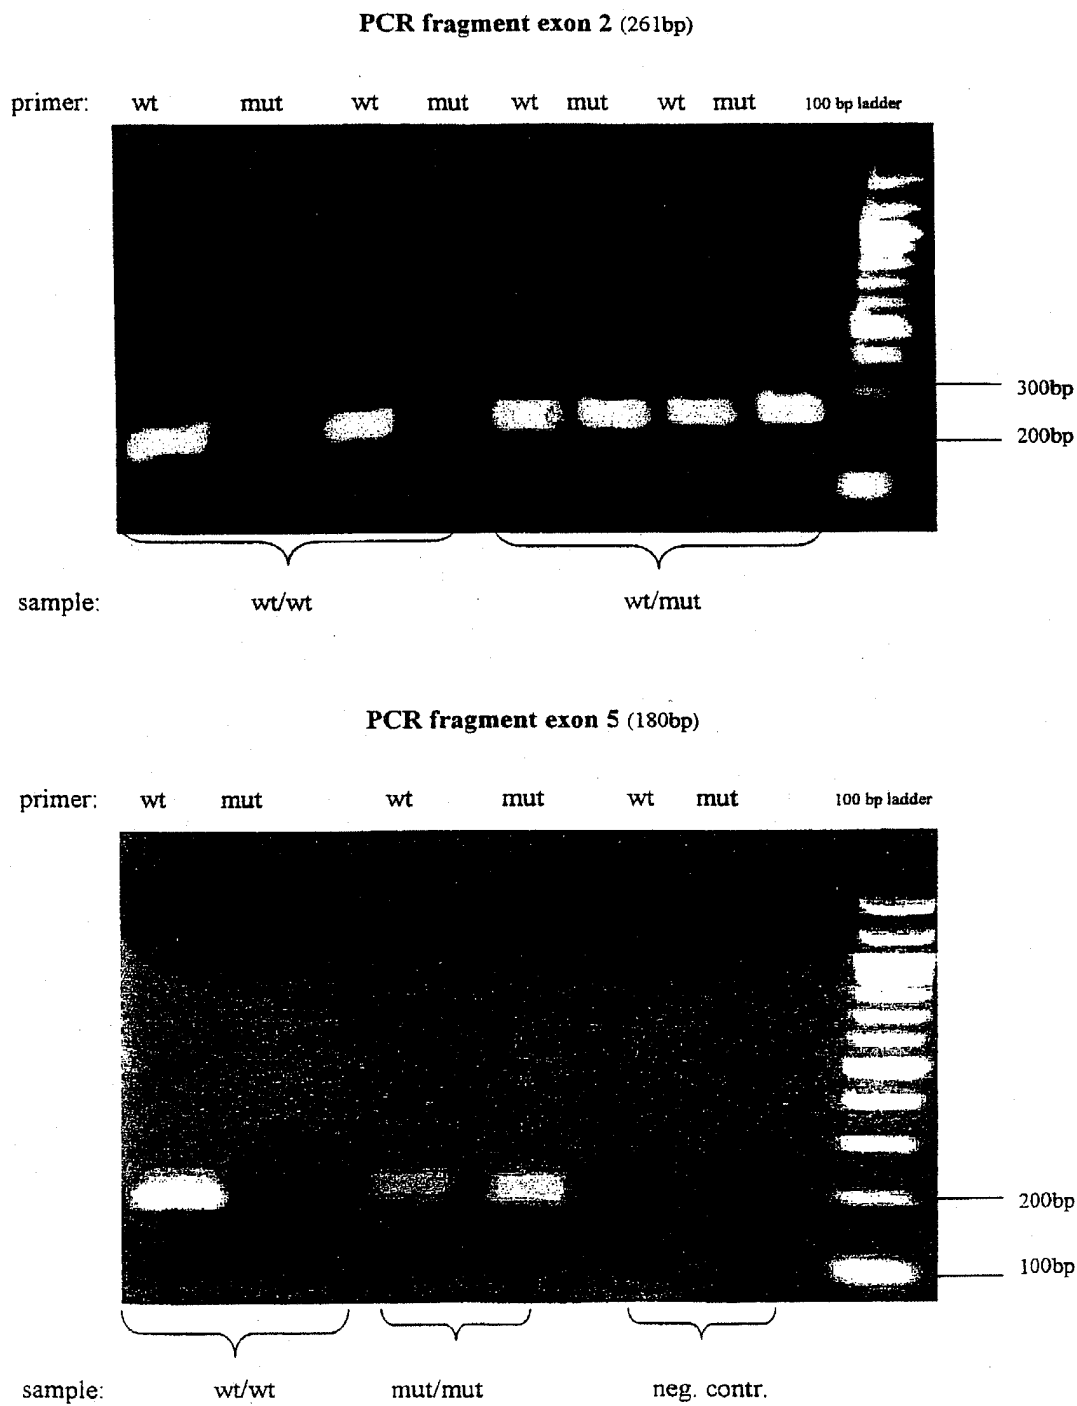 PCR fragment exon 2 (261bp)
primer: wt mut wt mut wt mut wt mut 100 bp ladder
300bp
200bp
sample: wt/wt wt/mut
PCR fragment exon 5 (180bp)
primer: wt mut wt mut wt mut 100 bp ladder
200bp
100bp
sample: wt/wt mut/mut neg. contr.